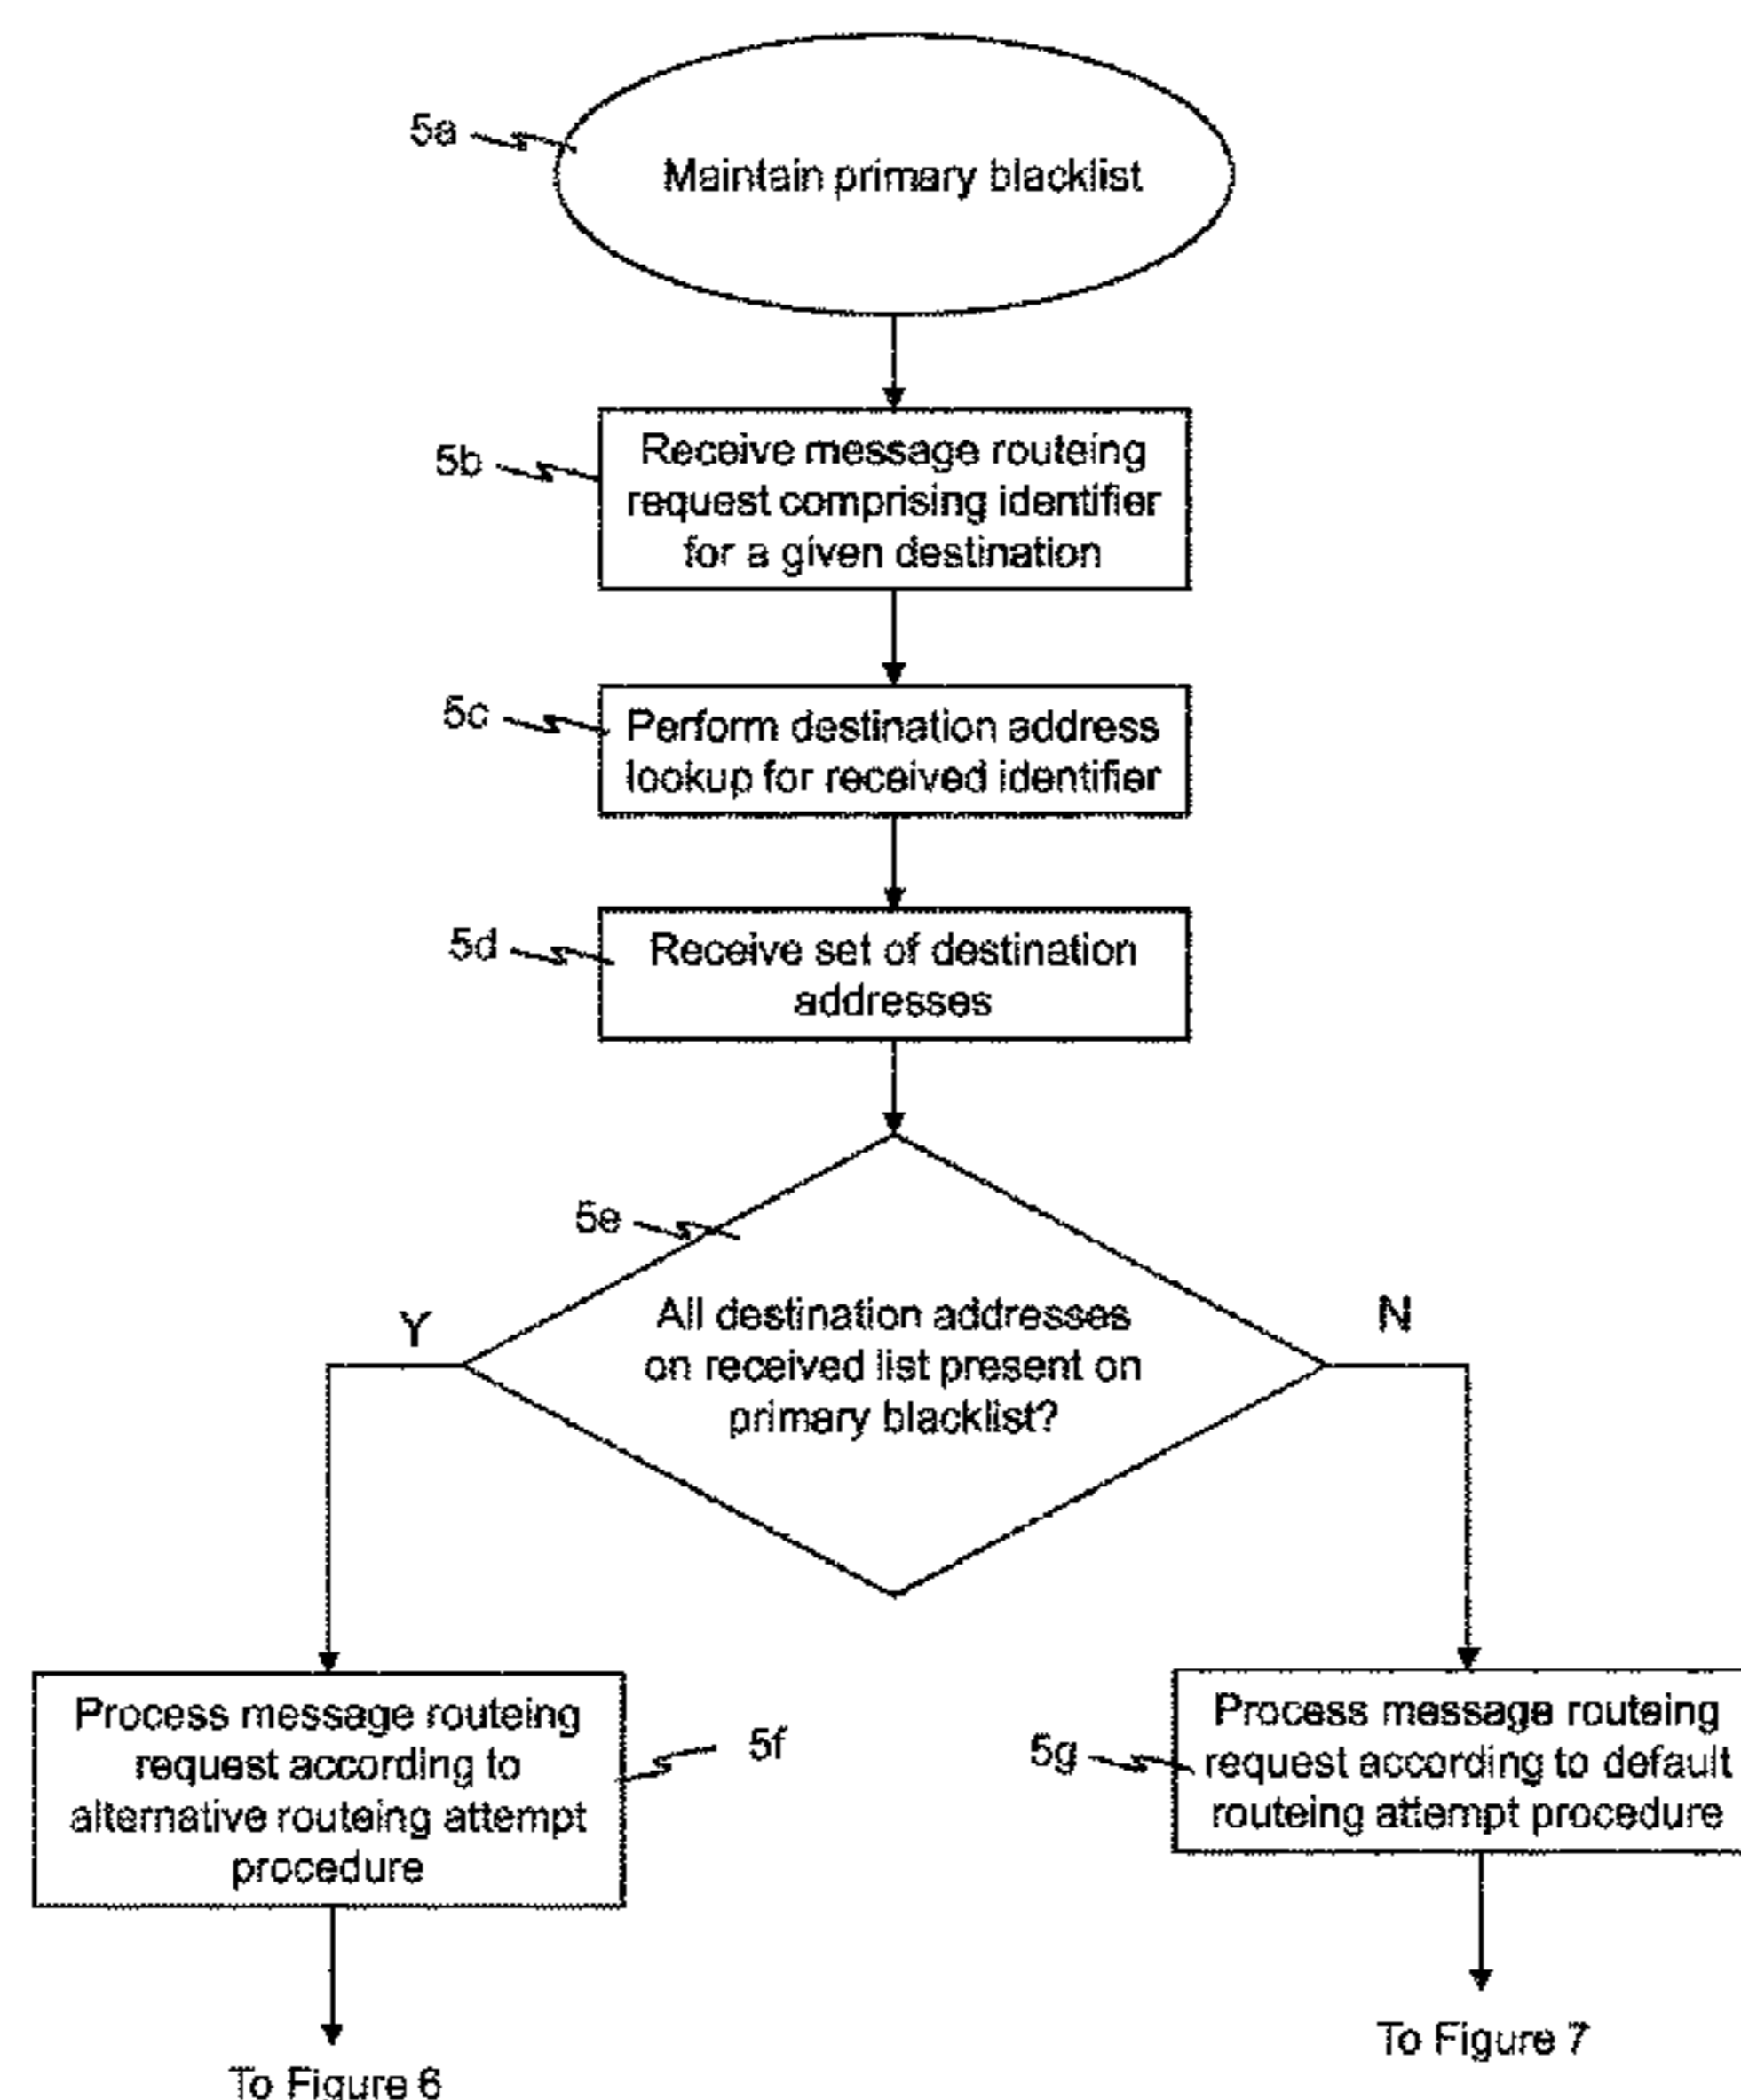 5a
Maintain primary blacklist
5b
Receive message routeing
request comprising identifier
for a given destination
5c
Perform destination address
lookup for received identifier
5d
Receive set of destination
addresses
5e
All destination addresses
on received list present on
primary blacklist?
Y
N
Process message routeing
request according to
alternative routeing attempt
procedure
5f
5g
Process message routeing
request according to default
routeing attempt procedure
To Figure 6
To Figure 7